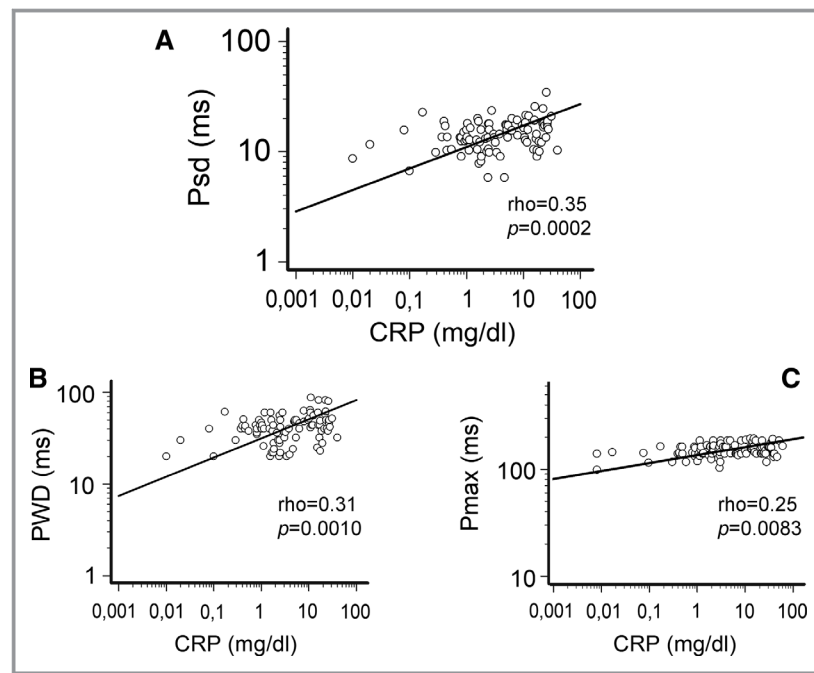 A
100
10
1
Psd (ms)
rho=0.35
p=0.0002
0,001 0,01 0,1 1 10 100
CRP (mg/dl)
B
100
10
1
PWD (ms)
rho=0.31
p=0.0010
0,001 0,01 0,1 1 10 100
CRP (mg/dl)
C
100
10
Pmax (ms)
rho=0.25
p=0.0083
0,001 0,01 0,1 1 10 100
CRP (mg/dl)